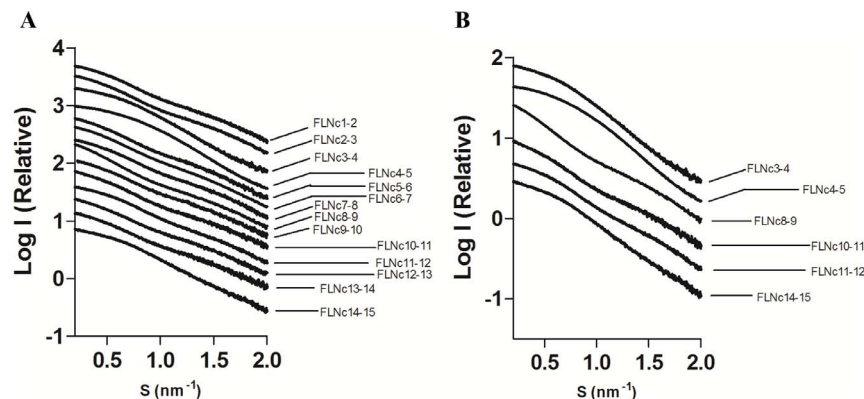 A
Log I (Relative)
4
3
2
1
0
-1
0.5
1.0
1.5
2.0
S (nm-1)
FLNc1-2
FLNc2-3
FLNc3-4
FLNc4-5
FLNc5-6
FLNc6-7
FLNc7-8
FLNc8-9
FLNc9-10
FLNc10-11
FLNc11-12
FLNc12-13
FLNc13-14
FLNc14-15
B
Log I (Relative)
2
1
0
-1
0.5
1.0
1.5
2.0
S (nm-1)
FLNc3-4
FLNc4-5
FLNc8-9
FLNc10-11
FLNc11-12
FLNc14-15